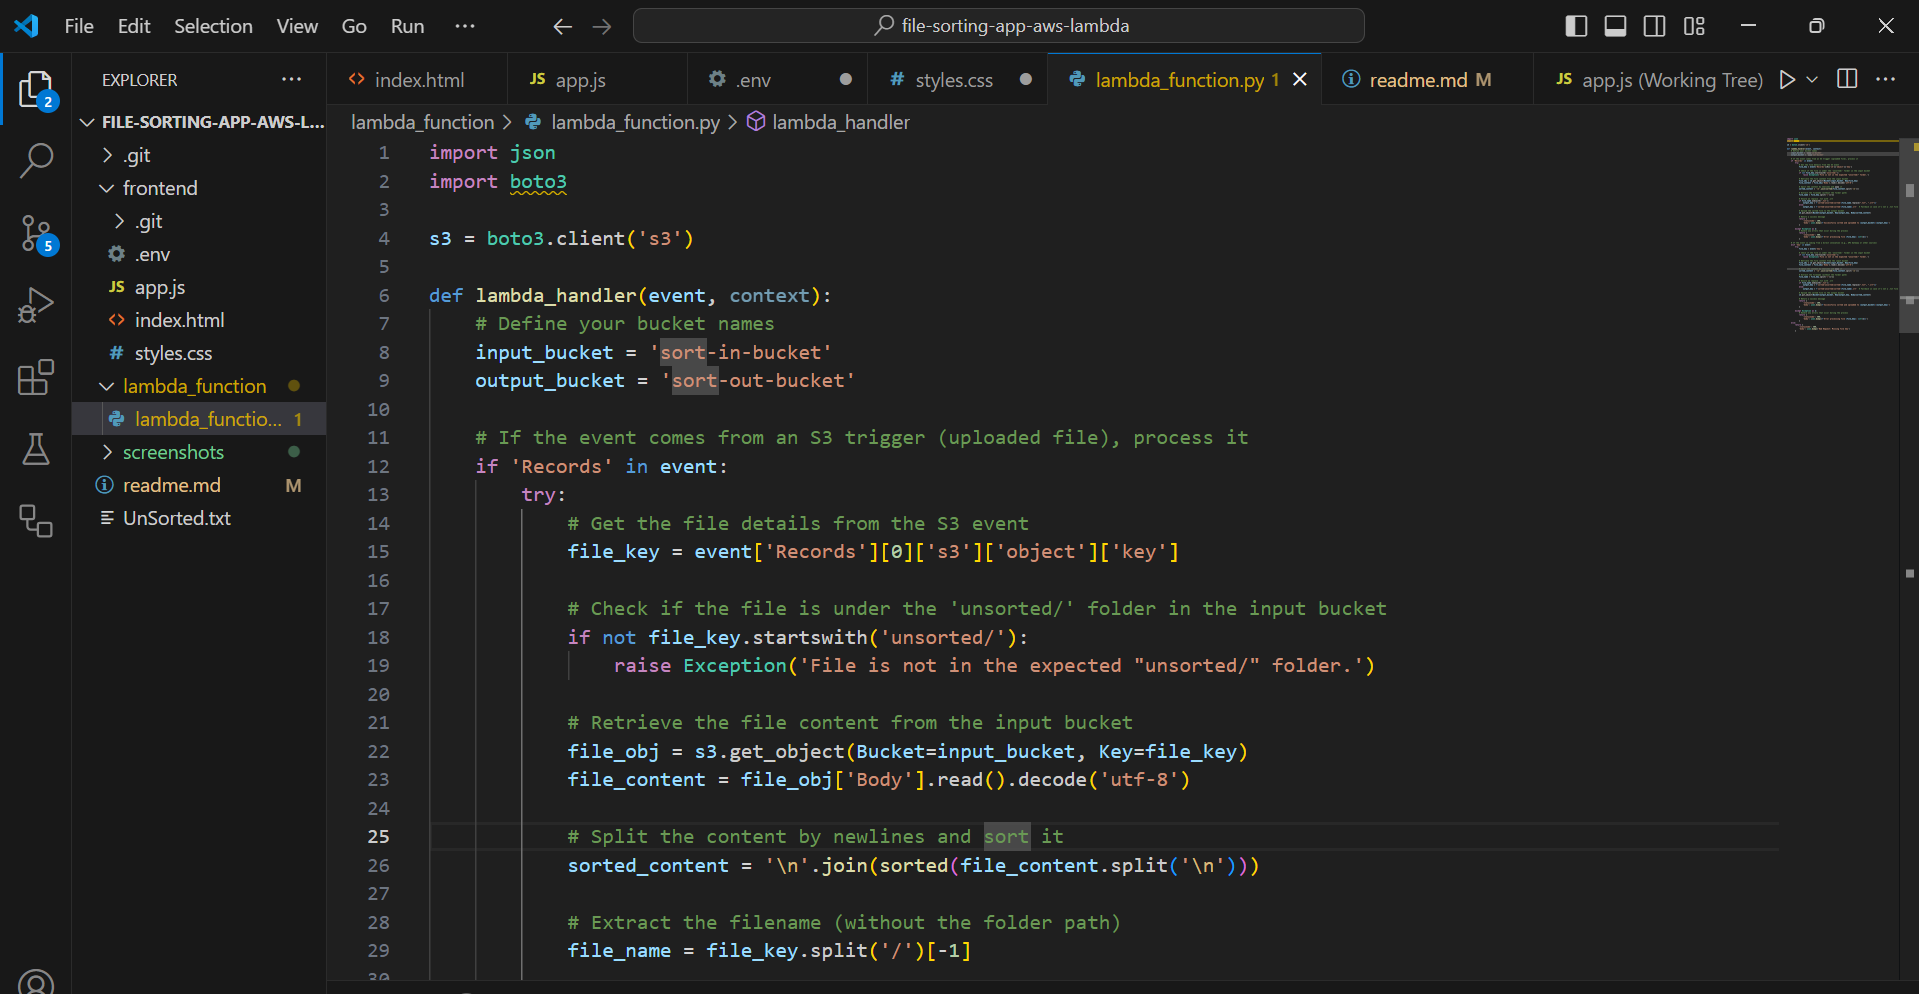 File Edit Selection View Go Run ··· file-sorting-app-aws-lambda
EXPLORER ···
2
5
FILE-SORTING-APP-AWS-L...
.git
frontend
.git
.env
app.js
index.html
styles.css
lambda_function
lambda_functio... 1
screenshots
readme.md M
UnSorted.txt
index.html JS app.js .env # styles.css lambda_function.py 1 readme.md M JS app.js (Working Tree) ···
lambda_function > lambda_function.py > lambda_handler
1 import json
2 import boto3
3
4 s3 = boto3.client('s3')
5
6 def lambda_handler(event, context):
7     # Define your bucket names
8     input_bucket = 'sort-in-bucket'
9     output_bucket = 'sort-out-bucket'
10
11     # If the event comes from an S3 trigger (uploaded file), process it
12     if 'Records' in event:
13         try:
14             # Get the file details from the S3 event
15             file_key = event['Records'][0]['s3']['object']['key']
16
17             # Check if the file is under the 'unsorted/' folder in the input bucket
18             if not file_key.startswith('unsorted/'):
19                 raise Exception('File is not in the expected "unsorted/" folder.')
20
21             # Retrieve the file content from the input bucket
22             file_obj = s3.get_object(Bucket=input_bucket, Key=file_key)
23             file_content = file_obj['Body'].read().decode('utf-8')
24
25             # Split the content by newlines and sort it
26             sorted_content = '\n'.join(sorted(file_content.split('\n')))
27
28             # Extract the filename (without the folder path)
29             file_name = file_key.split('/')[-1]
30